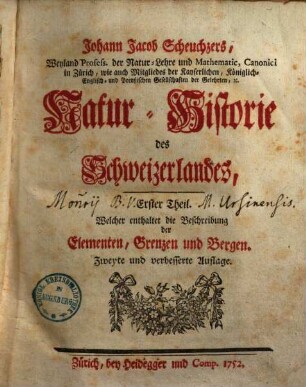 Johann Jacob Scheuchzers,
Weyland Profess. der Natur-Lehre und Mathematic, Canonici
in Zürich, wie auch Mitgliedes der Kayserlichen, Königlich-
Englisch- und Preußischen Gesellschaften der Gelehrten, ꝛc.
Natur-Historie
des
Schweizerlandes,
B. V. M. Ursinensis.
Erster Theil.
Welcher enthaltet die Beschreibung
der
Elementen, Grenzen und Bergen.
Zweyte und verbesserte Auflage.
Zürich, bey Heidegger und Comp. 1752.